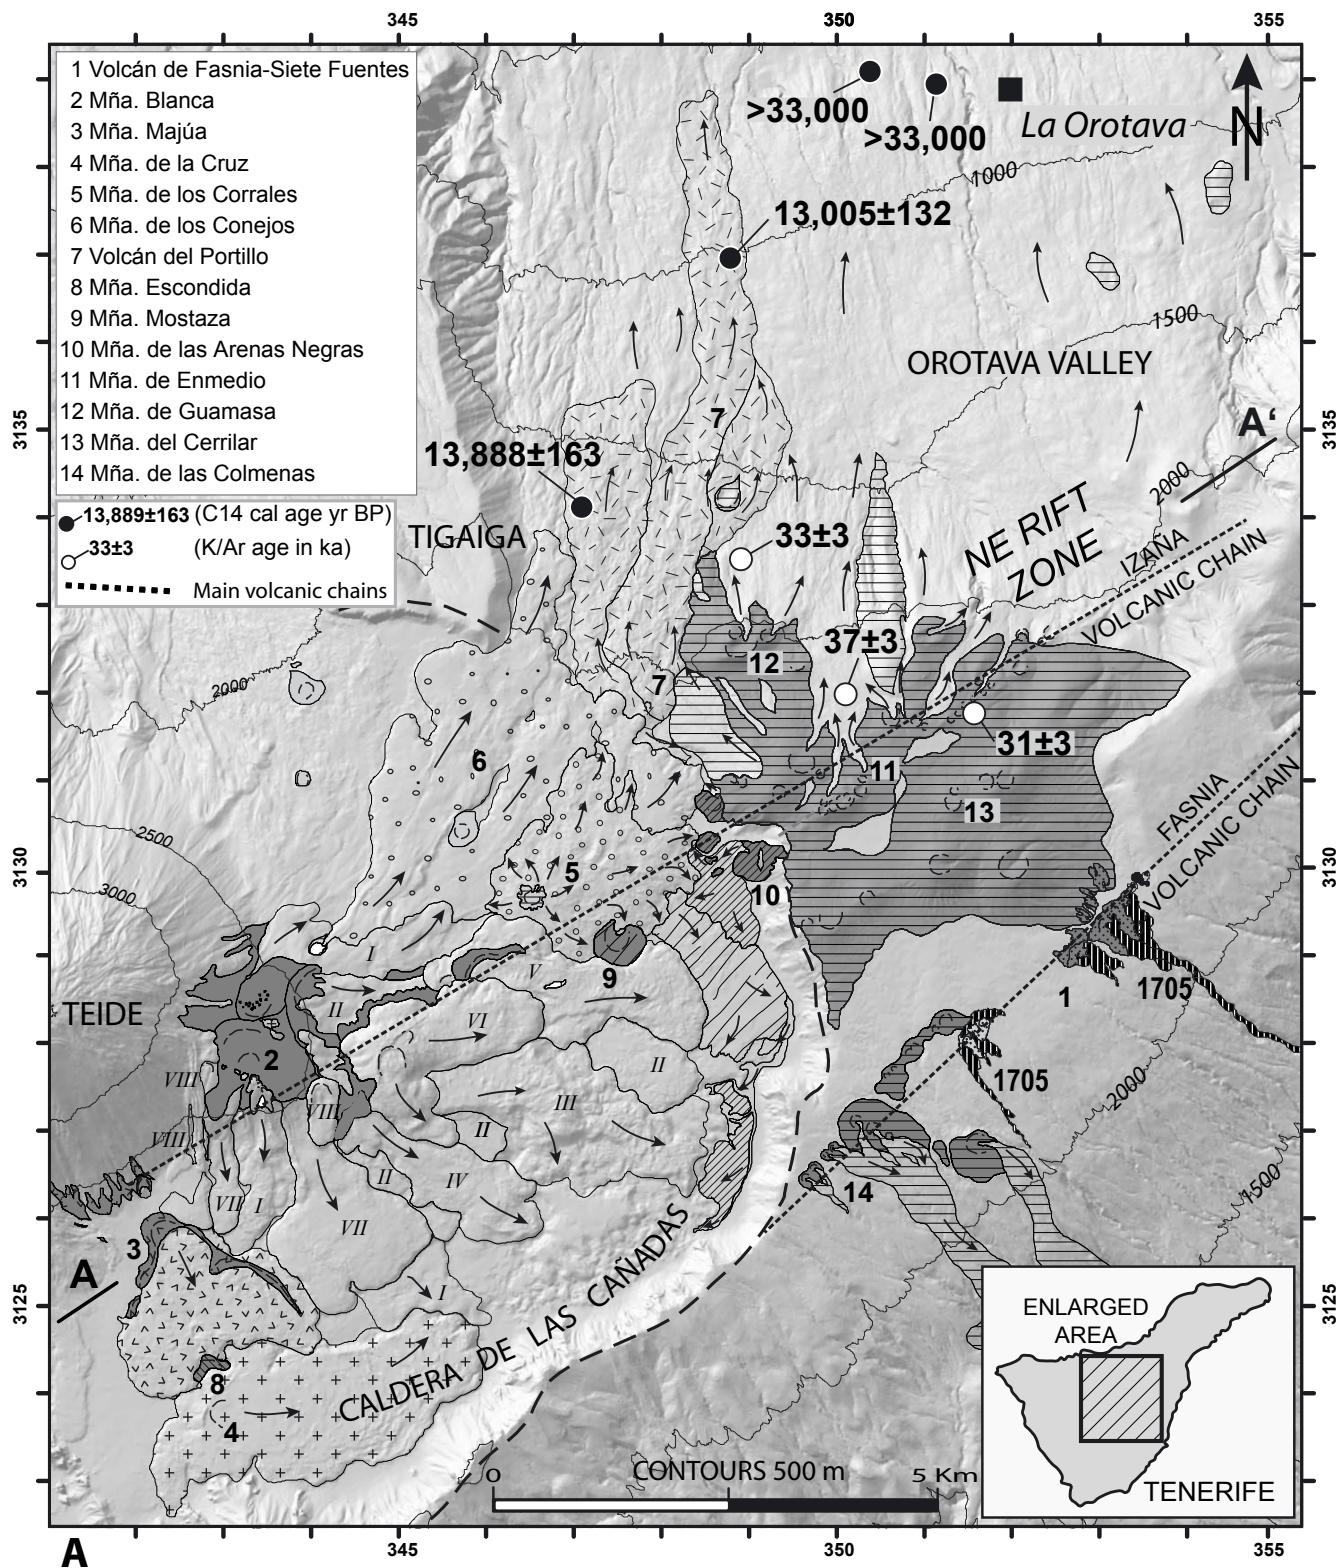 345
350
355
1 Volcán de Fasnia-Siete Fuentes
2 Mña. Blanca
3 Mña. Majúa
4 Mña. de la Cruz
5 Mña. de los Corrales
6 Mña. de los Conejos
7 Volcán del Portillo
8 Mña. Escondida
9 Mña. Mostaza
10 Mña. de las Arenas Negras
11 Mña. de Enmedio
12 Mña. de Guamasa
13 Mña. del Cerrilar
14 Mña. de las Colmenas
13,889±163 (C14 cal age yr BP)
33±3 (K/Ar age in ka)
Main volcanic chains
>33,000
>33,000
La Orotava
N
1000
13,005±132
1500
OROTAVA VALLEY
3135
3135
7
A'
13,888±163
2000
TIGAIGA
33±3
NE RIFT
ZONE
IZAÑA
VOLCANIC CHAIN
37±3
12
2000
7
31±3
6
11
13
FASNIA
VOLCANIC CHAIN
2500
3130
3130
3000
5
10
I
9
V
TEIDE
II
VI
1
1705
2
VIII
II
1705
VIII
III
2000
VIII
II
II
IV
14
1500
VII
I
VII
3
A
I
3125
3125
CALDERA DE LAS CAÑADAS
8
4
ENLARGED
AREA
TENERIFE
0
CONTOURS 500 m
5 Km
345
350
355
A